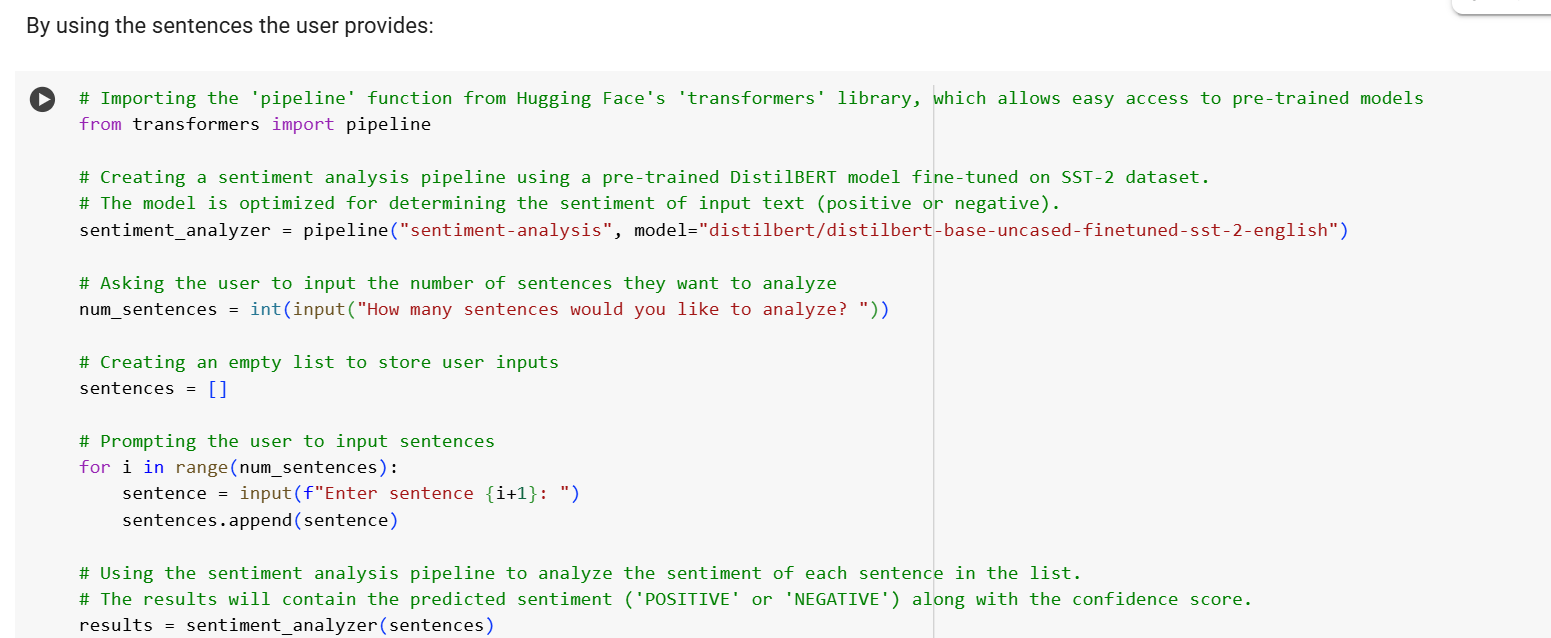 By using the sentences the user provides:
# Importing the 'pipeline' function from Hugging Face's 'transformers' library, which allows easy access to pre-trained models
from transformers import pipeline
# Creating a sentiment analysis pipeline using a pre-trained DistilBERT model fine-tuned on SST-2 dataset.
# The model is optimized for determining the sentiment of input text (positive or negative).
sentiment_analyzer = pipeline("sentiment-analysis", model="distilbert/distilbert-base-uncased-finetuned-sst-2-english")
# Asking the user to input the number of sentences they want to analyze
num_sentences = int(input("How many sentences would you like to analyze? "))
# Creating an empty list to store user inputs
sentences = []
# Prompting the user to input sentences
for i in range(num_sentences):
    sentence = input(f"Enter sentence {i+1}: ")
    sentences.append(sentence)
# Using the sentiment analysis pipeline to analyze the sentiment of each sentence in the list.
# The results will contain the predicted sentiment ('POSITIVE' or 'NEGATIVE') along with the confidence score.
results = sentiment_analyzer(sentences)